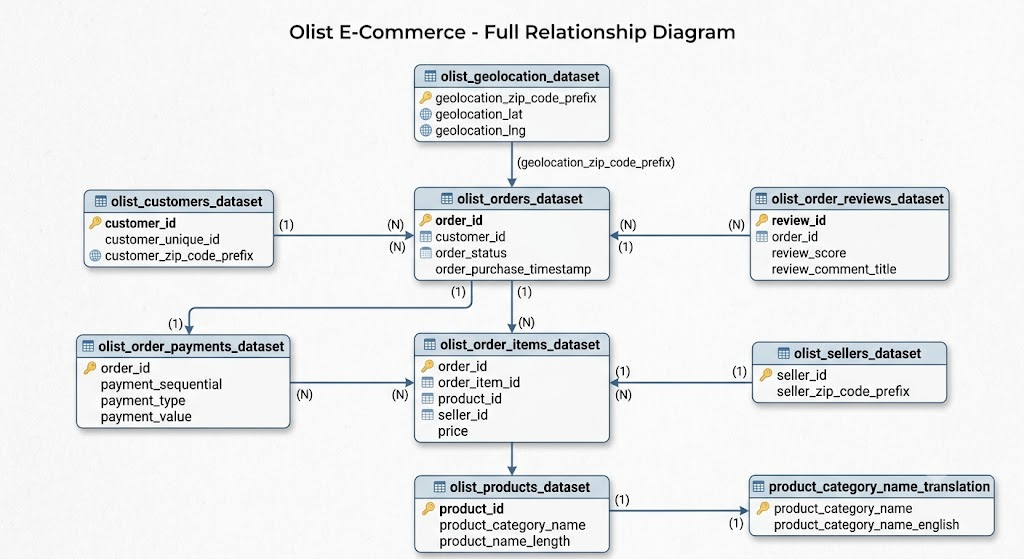 Olist E-Commerce - Full Relationship Diagram
olist_geolocation_dataset
geolocation_zip_code_prefix
geolocation_lat
geolocation_lng
(geolocation_zip_code_prefix)
olist_customers_dataset
customer_id
customer_unique_id
customer_zip_code_prefix
(1)
(N)
(N)
olist_orders_dataset
order_id
customer_id
order_status
order_purchase_timestamp
(N)
(1)
(N)
olist_order_reviews_dataset
review_id
order_id
review_score
review_comment_title
(1)
(1)
(1)
(N)
olist_order_payments_dataset
order_id
payment_sequential
payment_type
payment_value
(N)
(N)
olist_order_items_dataset
order_id
order_item_id
product_id
seller_id
price
(1)
(N)
(1)
olist_sellers_dataset
seller_id
seller_zip_code_prefix
olist_products_dataset
product_id
product_category_name
product_name_length
(1)
(1)
product_category_name_translation
product_category_name
product_category_name_english